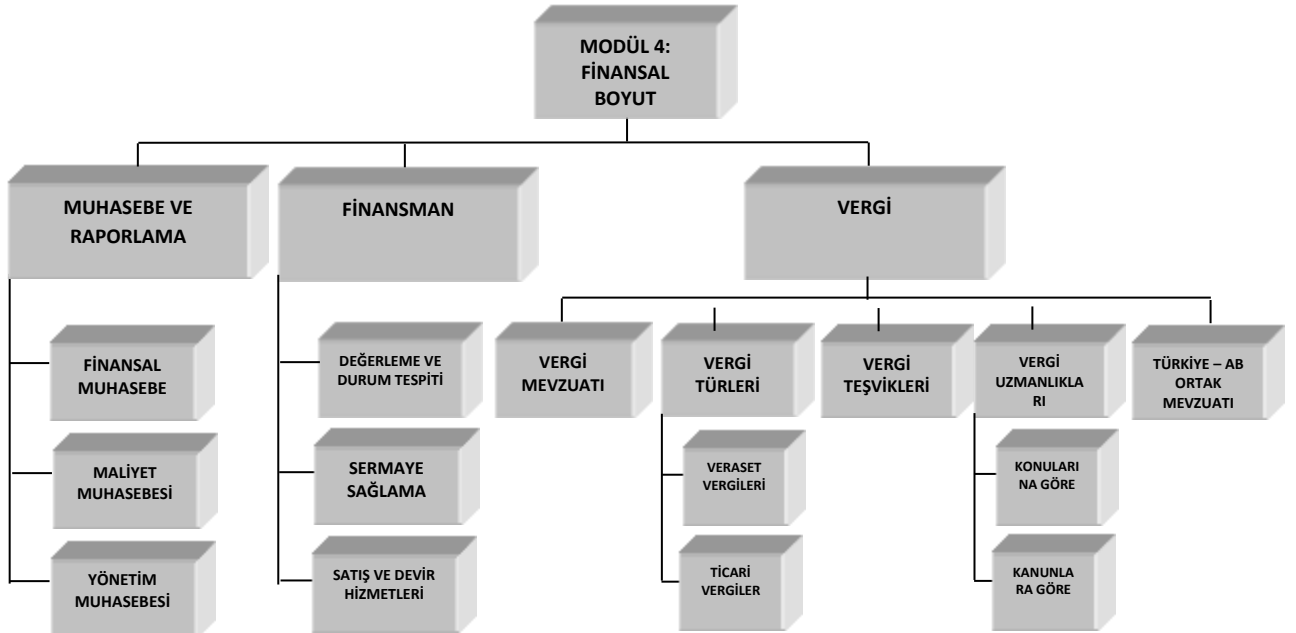 MODÜL 4:
FİNANSAL
BOYUT
MUHASEBE VE
RAPORLAMA
FİNANSMAN
VERGİ
FİNANSAL
MUHASEBE
MALİYET
MUHASEBESİ
YÖNETİM
MUHASEBESİ
DEĞERLEME VE
DURUM TESPİTİ
SERMAYE
SAĞLAMA
SATIŞ VE DEVİR
HİZMETLERİ
VERGİ
MEVZUATI
VERGİ
TÜRLERİ
VERASET
VERGİLERİ
TİCARİ
VERGİLER
VERGİ
TEŞVİKLERİ
VERGİ
UZMANLIKLA
RI
KONULARI
NA GÖRE
KANUNLA
RA GÖRE
TÜRKİYE – AB
ORTAK
MEVZUATI